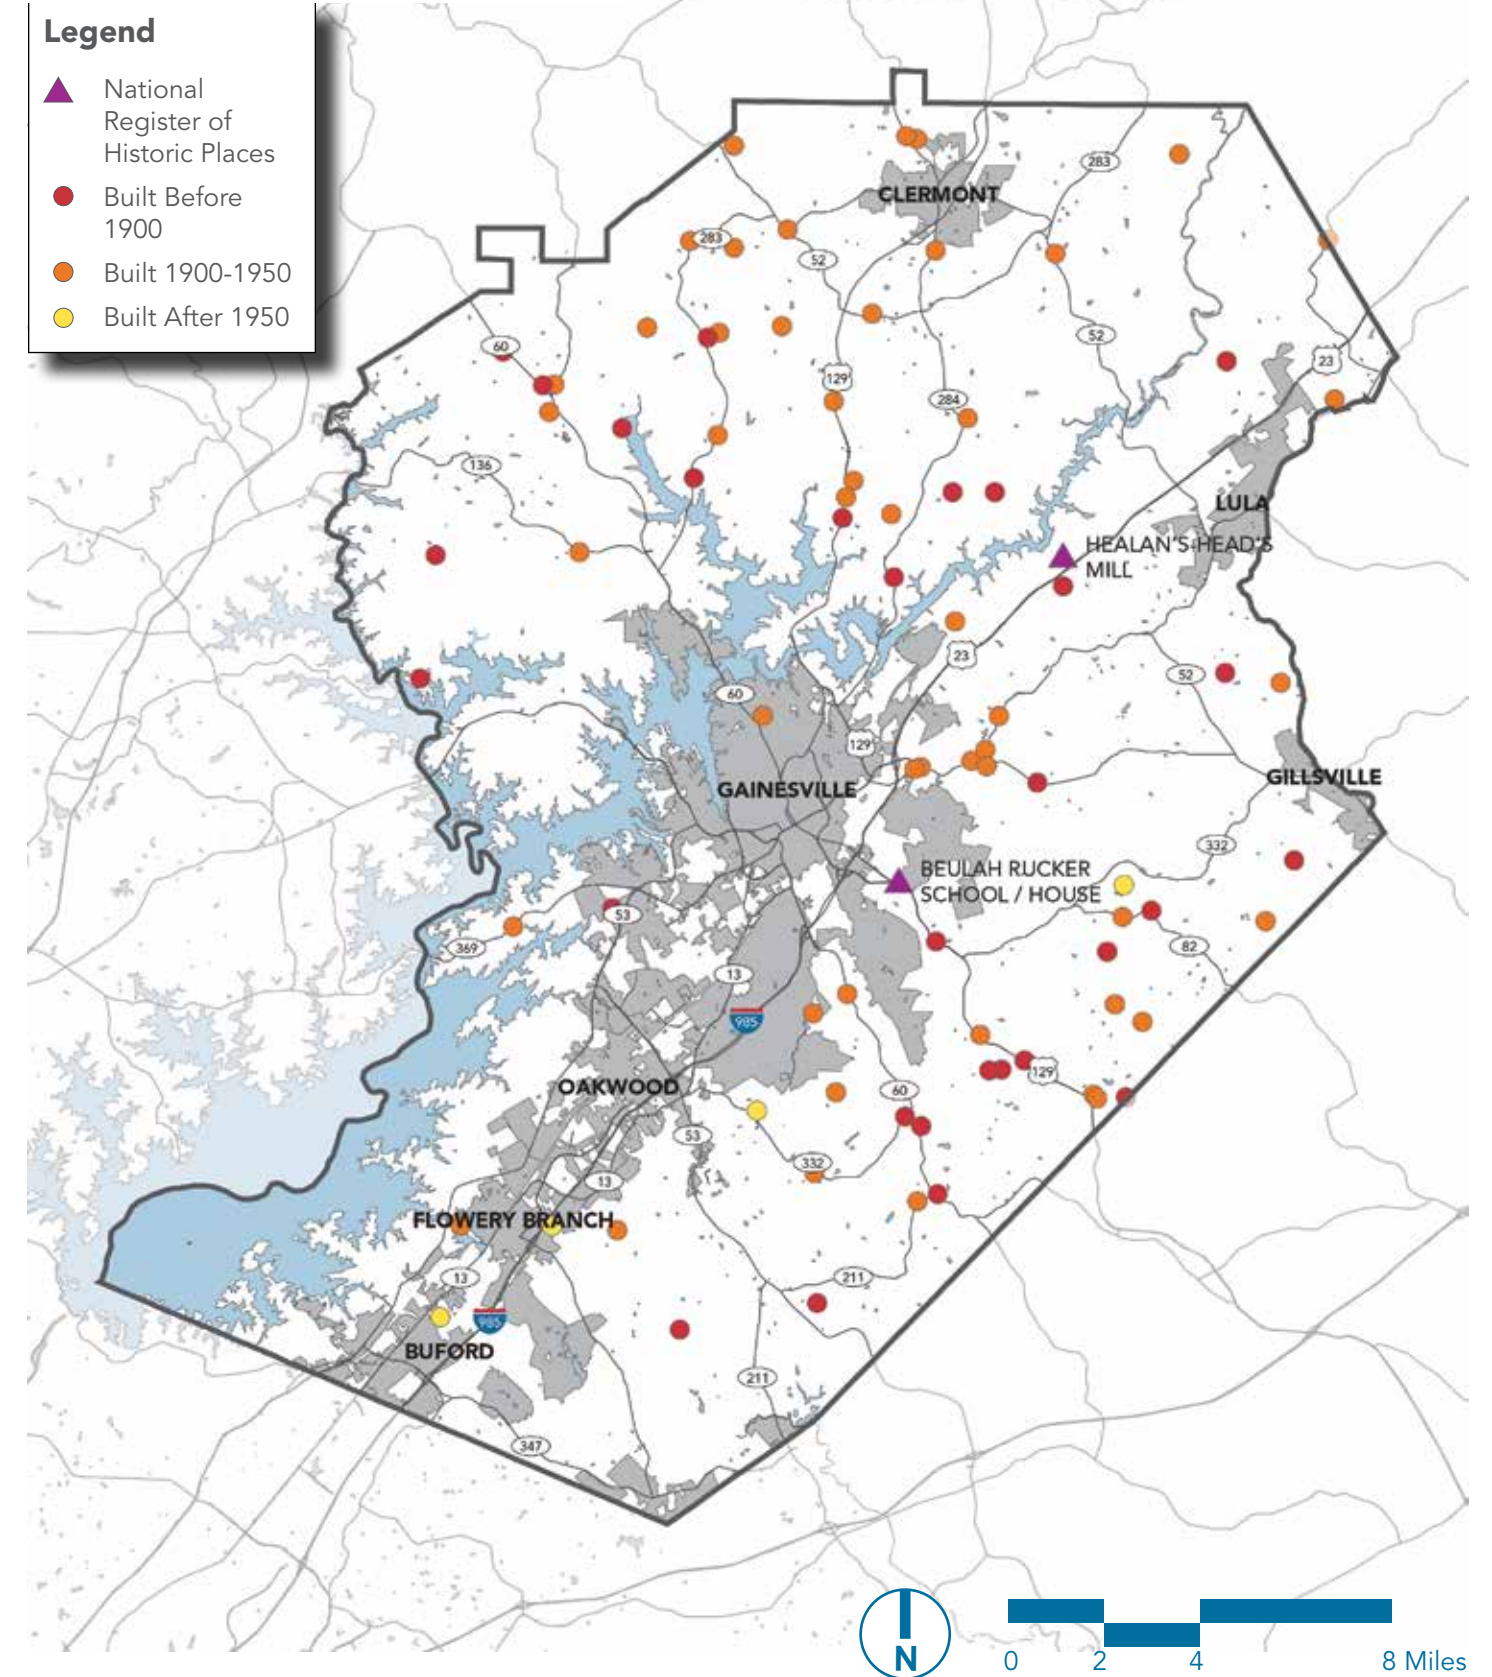 Legend
National
Register of
Historic Places
Built Before
1900
Built 1900-1950
Built After 1950
283
CLERMONT
283
52
60
52
23
129
284
136
LULA
HEALAN'S-HEAD'S
MILL
23
52
60
129
GILLSVILLE
GAINESVILLE
332
BEULAH RUCKER
SCHOOL / HOUSE
53
369
82
13
985
129
OAKWOOD
60
53
332
13
FLOWERY BRANCH
13
211
985
BUFORD
211
347
N
0 2 4 8 Miles